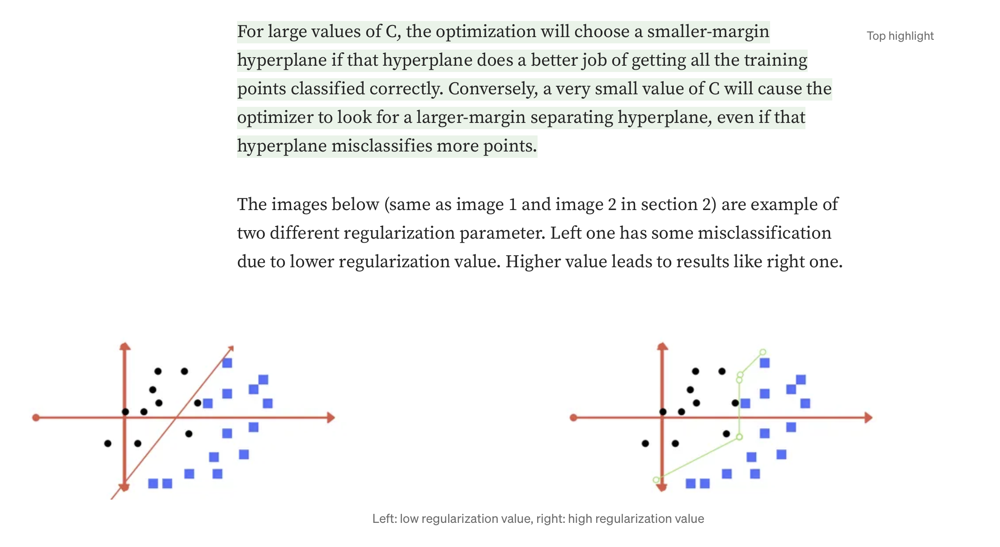 For large values of C, the optimization will choose a smaller-margin
Top highlight
hyperplane if that hyperplane does a better job of getting all the training
points classified correctly. Conversely, a very small value of C will cause the
optimizer to look for a larger-margin separating hyperplane, even if that
hyperplane misclassifies more points.
The images below (same as image 1 and image 2 in section 2) are example of
two different regularization parameter. Left one has some misclassification
due to lower regularization value. Higher value leads to results like right one.
Left: low regularization value, right: high regularization value